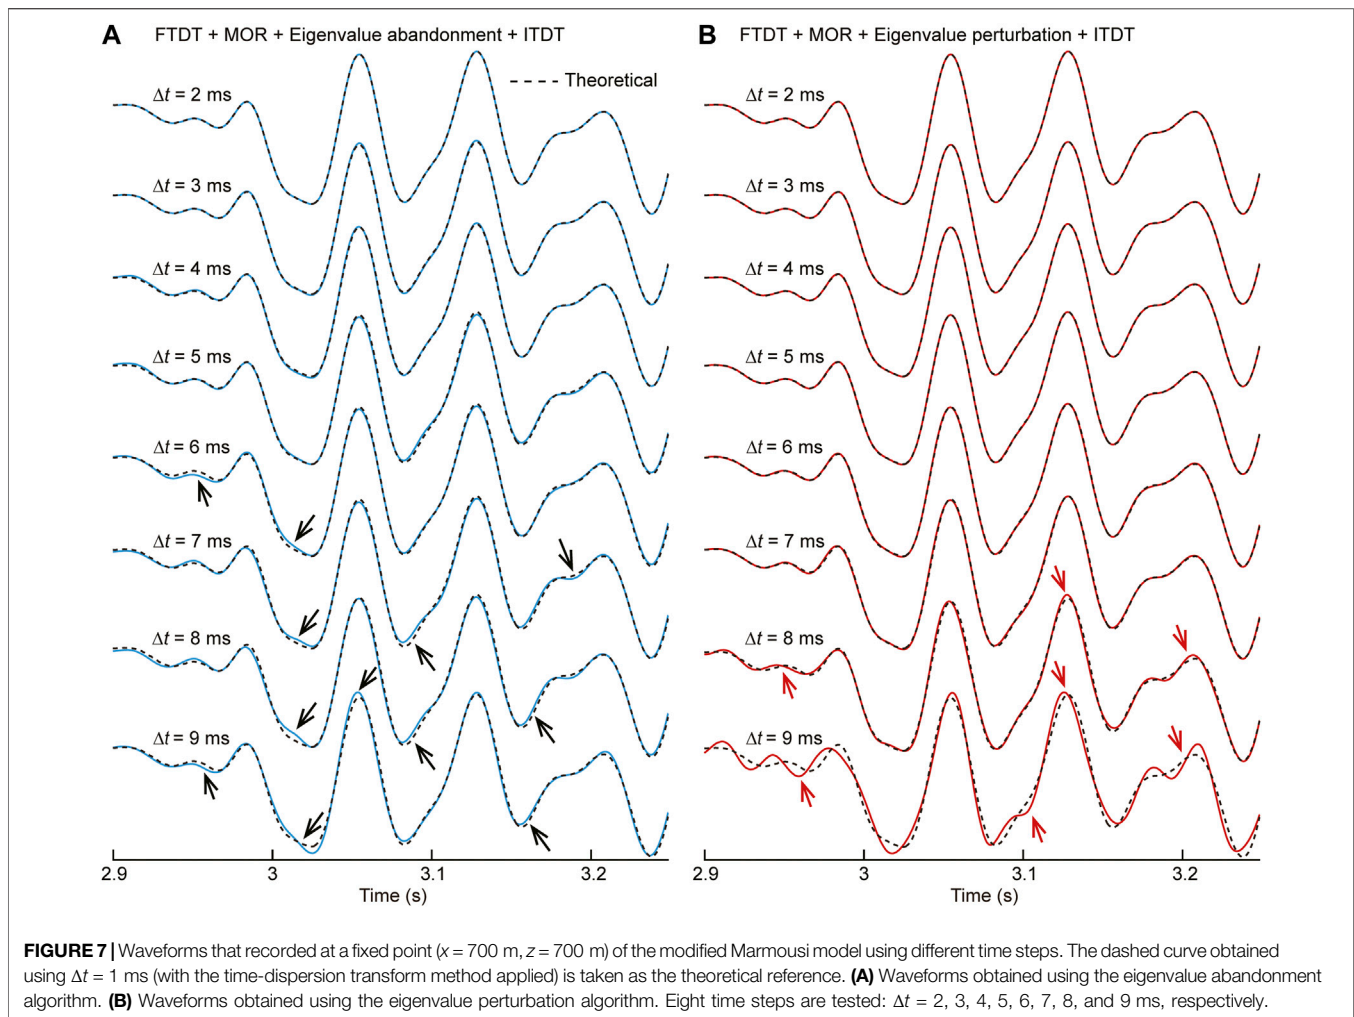 A FTDT + MOR + Eigenvalue abandonment + ITDT
B FTDT + MOR + Eigenvalue perturbation + ITDT
Theoretical
Δt = 2 ms
Δt = 3 ms
Δt = 4 ms
Δt = 5 ms
Δt = 6 ms
Δt = 7 ms
Δt = 8 ms
Δt = 9 ms
2.9 3 3.1 3.2
Time (s)
Δt = 2 ms
Δt = 3 ms
Δt = 4 ms
Δt = 5 ms
Δt = 6 ms
Δt = 7 ms
Δt = 8 ms
Δt = 9 ms
2.9 3 3.1 3.2
Time (s)
FIGURE 7 | Waveforms that recorded at a fixed point (x = 700 m, z = 700 m) of the modified Marmousi model using different time steps. The dashed curve obtained
using Δt = 1 ms (with the time-dispersion transform method applied) is taken as the theoretical reference. (A) Waveforms obtained using the eigenvalue abandonment
algorithm. (B) Waveforms obtained using the eigenvalue perturbation algorithm. Eight time steps are tested: Δt = 2, 3, 4, 5, 6, 7, 8, and 9 ms, respectively.